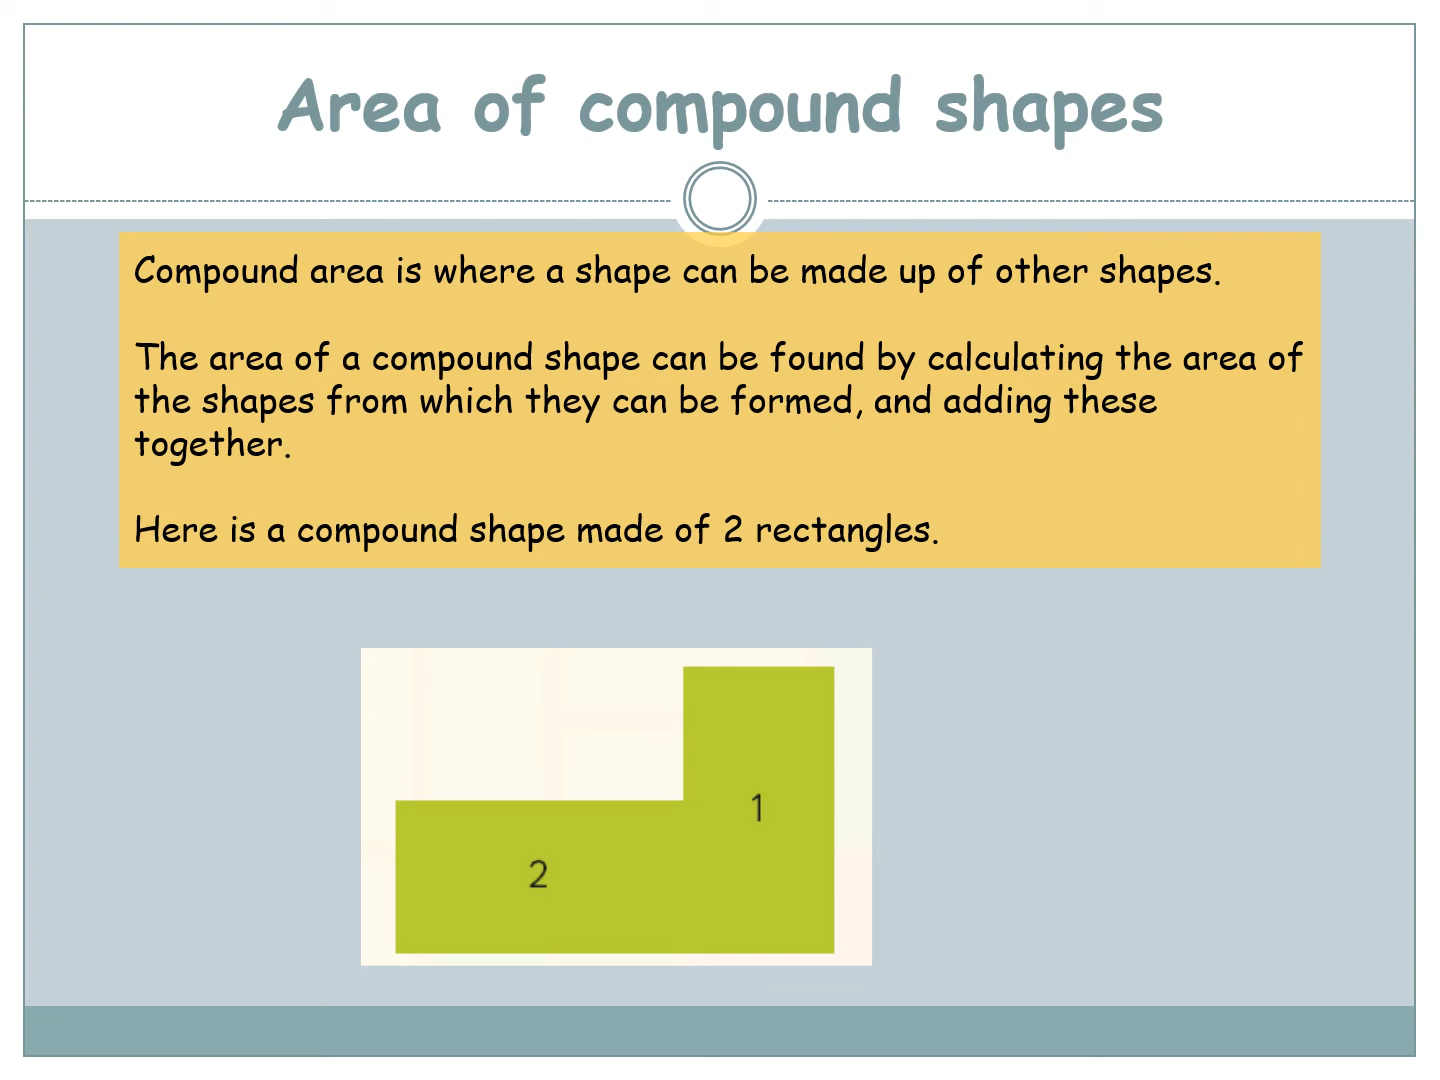 Area of compound shapes
Compound area is where a shape can be made up of other shapes.
The area of a compound shape can be found by calculating the area of
the shapes from which they can be formed, and adding these
together.
Here is a compound shape made of 2 rectangles.
1
2